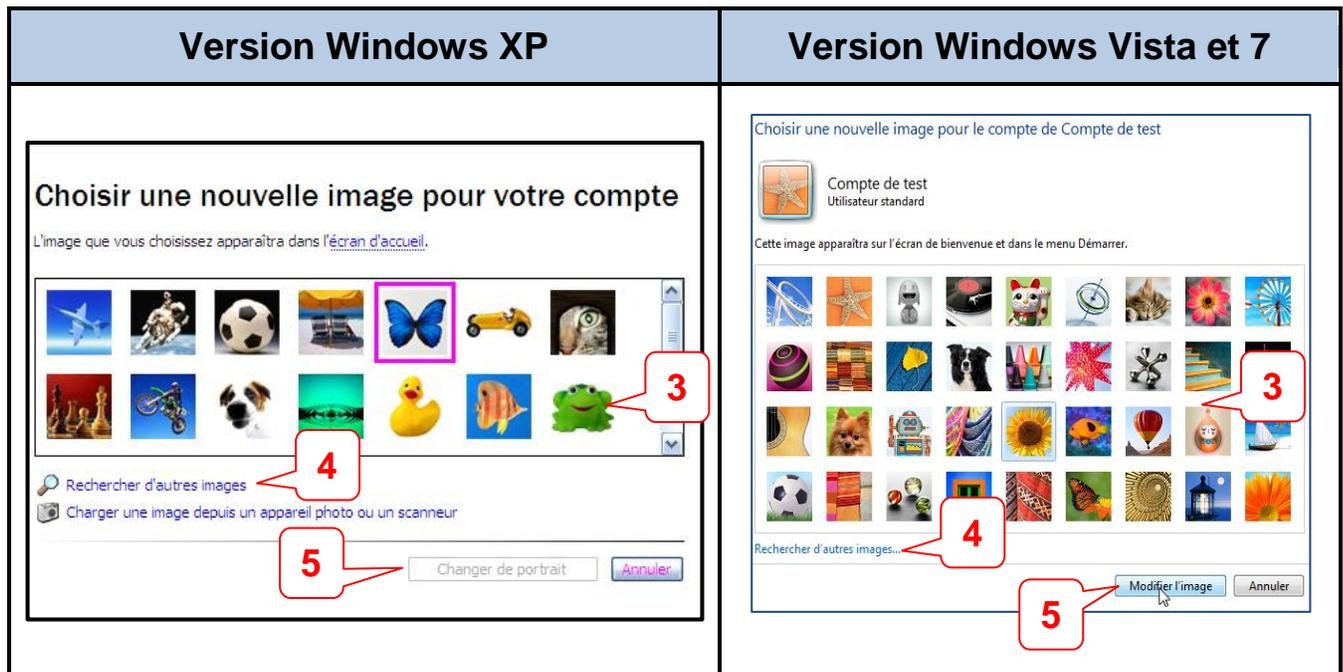 Version Windows XP
Version Windows Vista et 7
Choisir une nouvelle image pour votre compte
L'image que vous choisissez apparaîtra dans l'écran d'accueil.
3
4
Rechercher d'autres images
Charger une image depuis un appareil photo ou un scanneur
5
Changer de portrait
Annuler
Choisir une nouvelle image pour le compte de Compte de test
Compte de test
Utilisateur standard
Cette image apparaîtra sur l'écran de bienvenue et dans le menu Démarrer.
3
4
Rechercher d'autres images...
Modifier l'image
Annuler
5